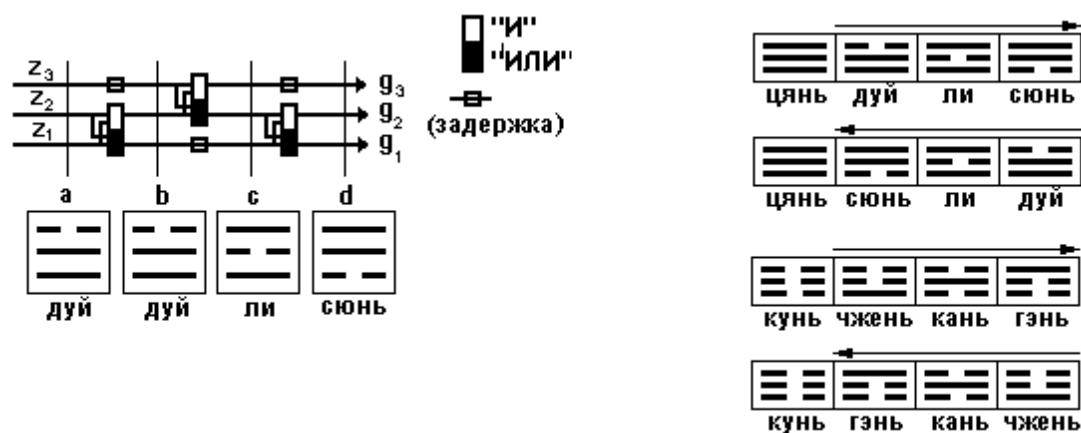 "И"
"ИЛИ"
(задержка)
z3
z2
z1
g3
g2
g1
a b c d
дуй дуй ли сюнь
цянь дуй ли сюнь
цянь сюнь ли дуй
кунь чжень кань гэнь
кунь гэнь кань чжень